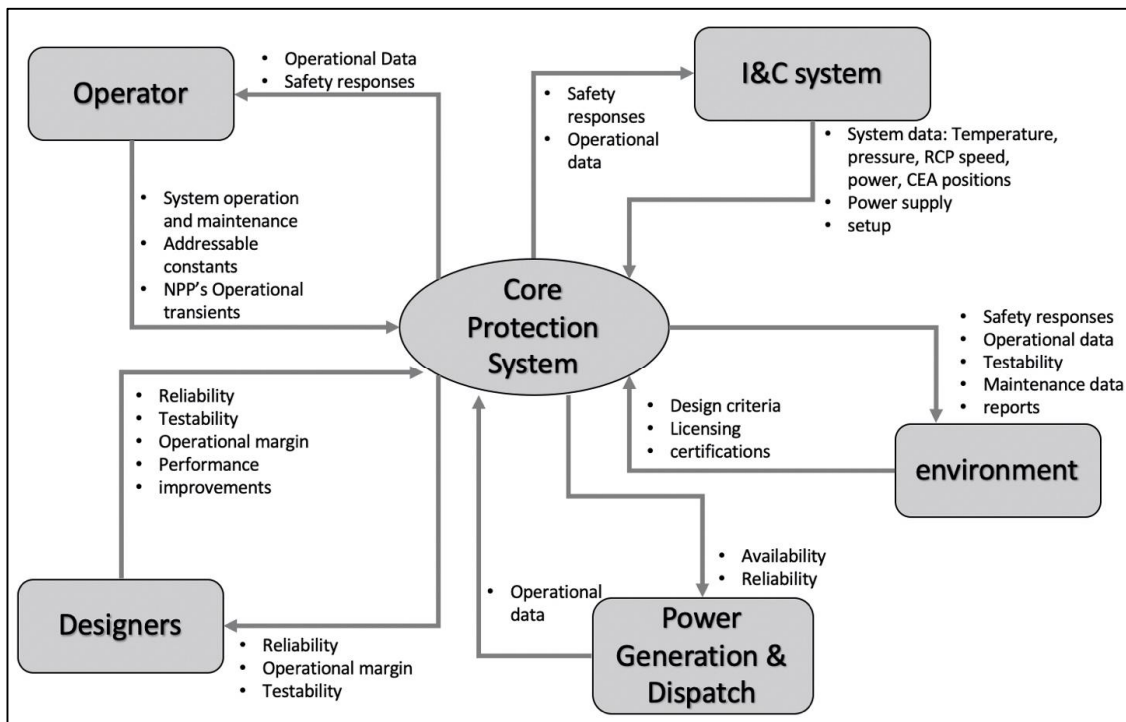 Operator
• Operational Data
• Safety responses
• System operation
and maintenance
• Addressable
constants
• NPP's Operational
transients
I&C system
• Safety
responses
• Operational
data
• System data: Temperature,
pressure, RCP speed,
power, CEA positions
• Power supply
• setup
Core
Protection
System
• Safety responses
• Operational data
• Testability
• Maintenance data
• reports
• Design criteria
• Licensing
• certifications
environment
• Reliability
• Testability
• Operational margin
• Performance
• improvements
Designers
• Reliability
• Operational margin
• Testability
• Operational
data
• Availability
• Reliability
Power
Generation &
Dispatch